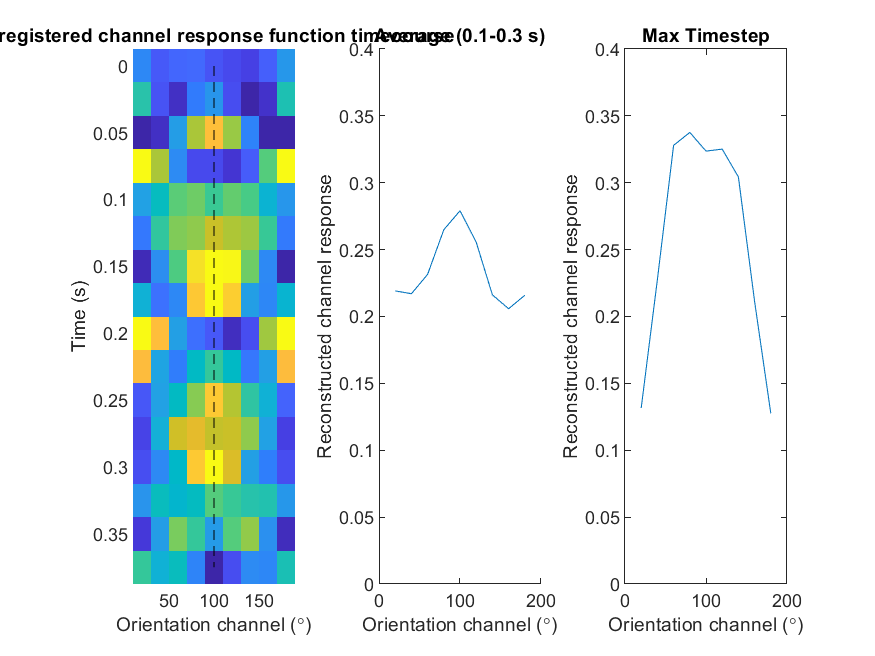 registered channel response function timecourse
Average (0.1-0.3 s)
Max Timestep
0
0.05
0.1
0.15
0.2
0.25
0.3
0.35
Time (s)
50 100 150
Orientation channel (°)
0.4
0.35
0.3
0.25
0.2
0.15
0.1
0.05
0
Reconstructed channel response
0 100 200
Orientation channel (°)
0.4
0.35
0.3
0.25
0.2
0.15
0.1
0.05
0
Reconstructed channel response
0 100 200
Orientation channel (°)